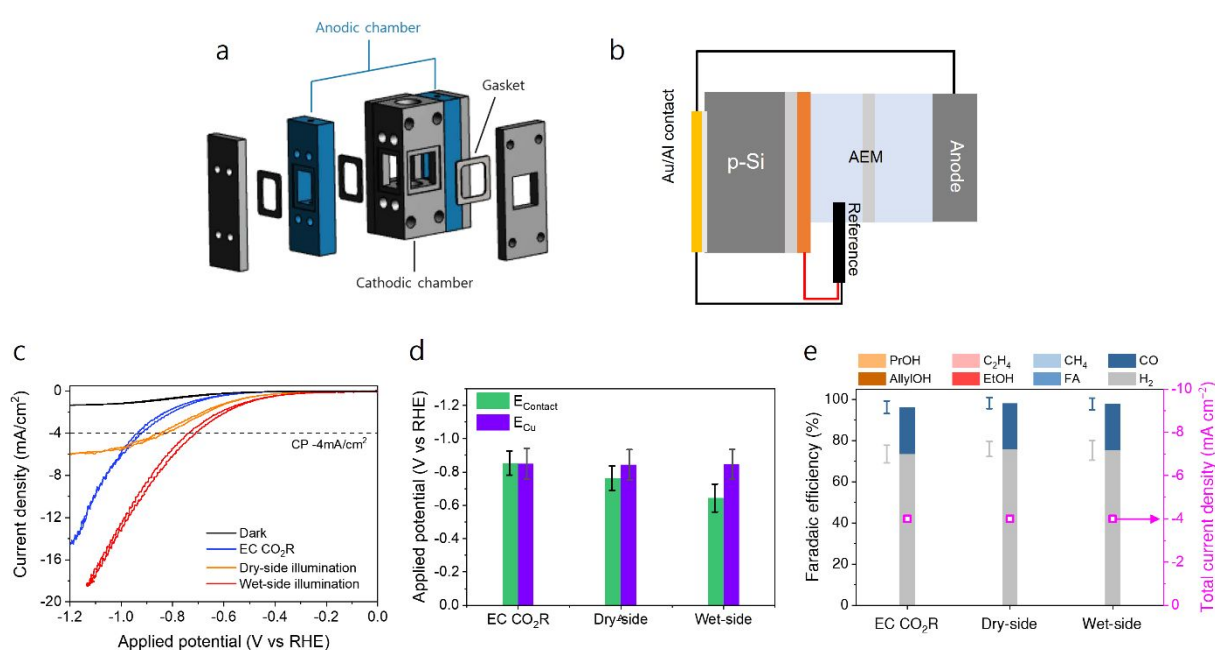 a
Anodic chamber
Gasket
Cathodic chamber
b
Au/Al contact
p-Si
AEM
Reference
Anode
c
Current density (mA/cm²)
0
-4
-8
-12
-16
-20
CP -4mA/cm²
Dark
EC CO₂R
Dry-side illumination
Wet-side illumination
-1.2 -1.0 -0.8 -0.6 -0.4 -0.2 0.0
Applied potential (V vs RHE)
d
Applied potential (V vs RHE)
-1.2
-1.0
-0.8
-0.6
-0.4
-0.2
0.0
E_Contact
E_Cu
EC CO₂R Dry-side Wet-side
e
PrOH C₂H₄ CH₄ CO
AllylOH EtOH FA H₂
Faradaic efficiency (%)
100
80
60
40
20
0
-10
-8
-6
-4
-2
0
Total current density (mA cm⁻²)
EC CO₂R Dry-side Wet-side